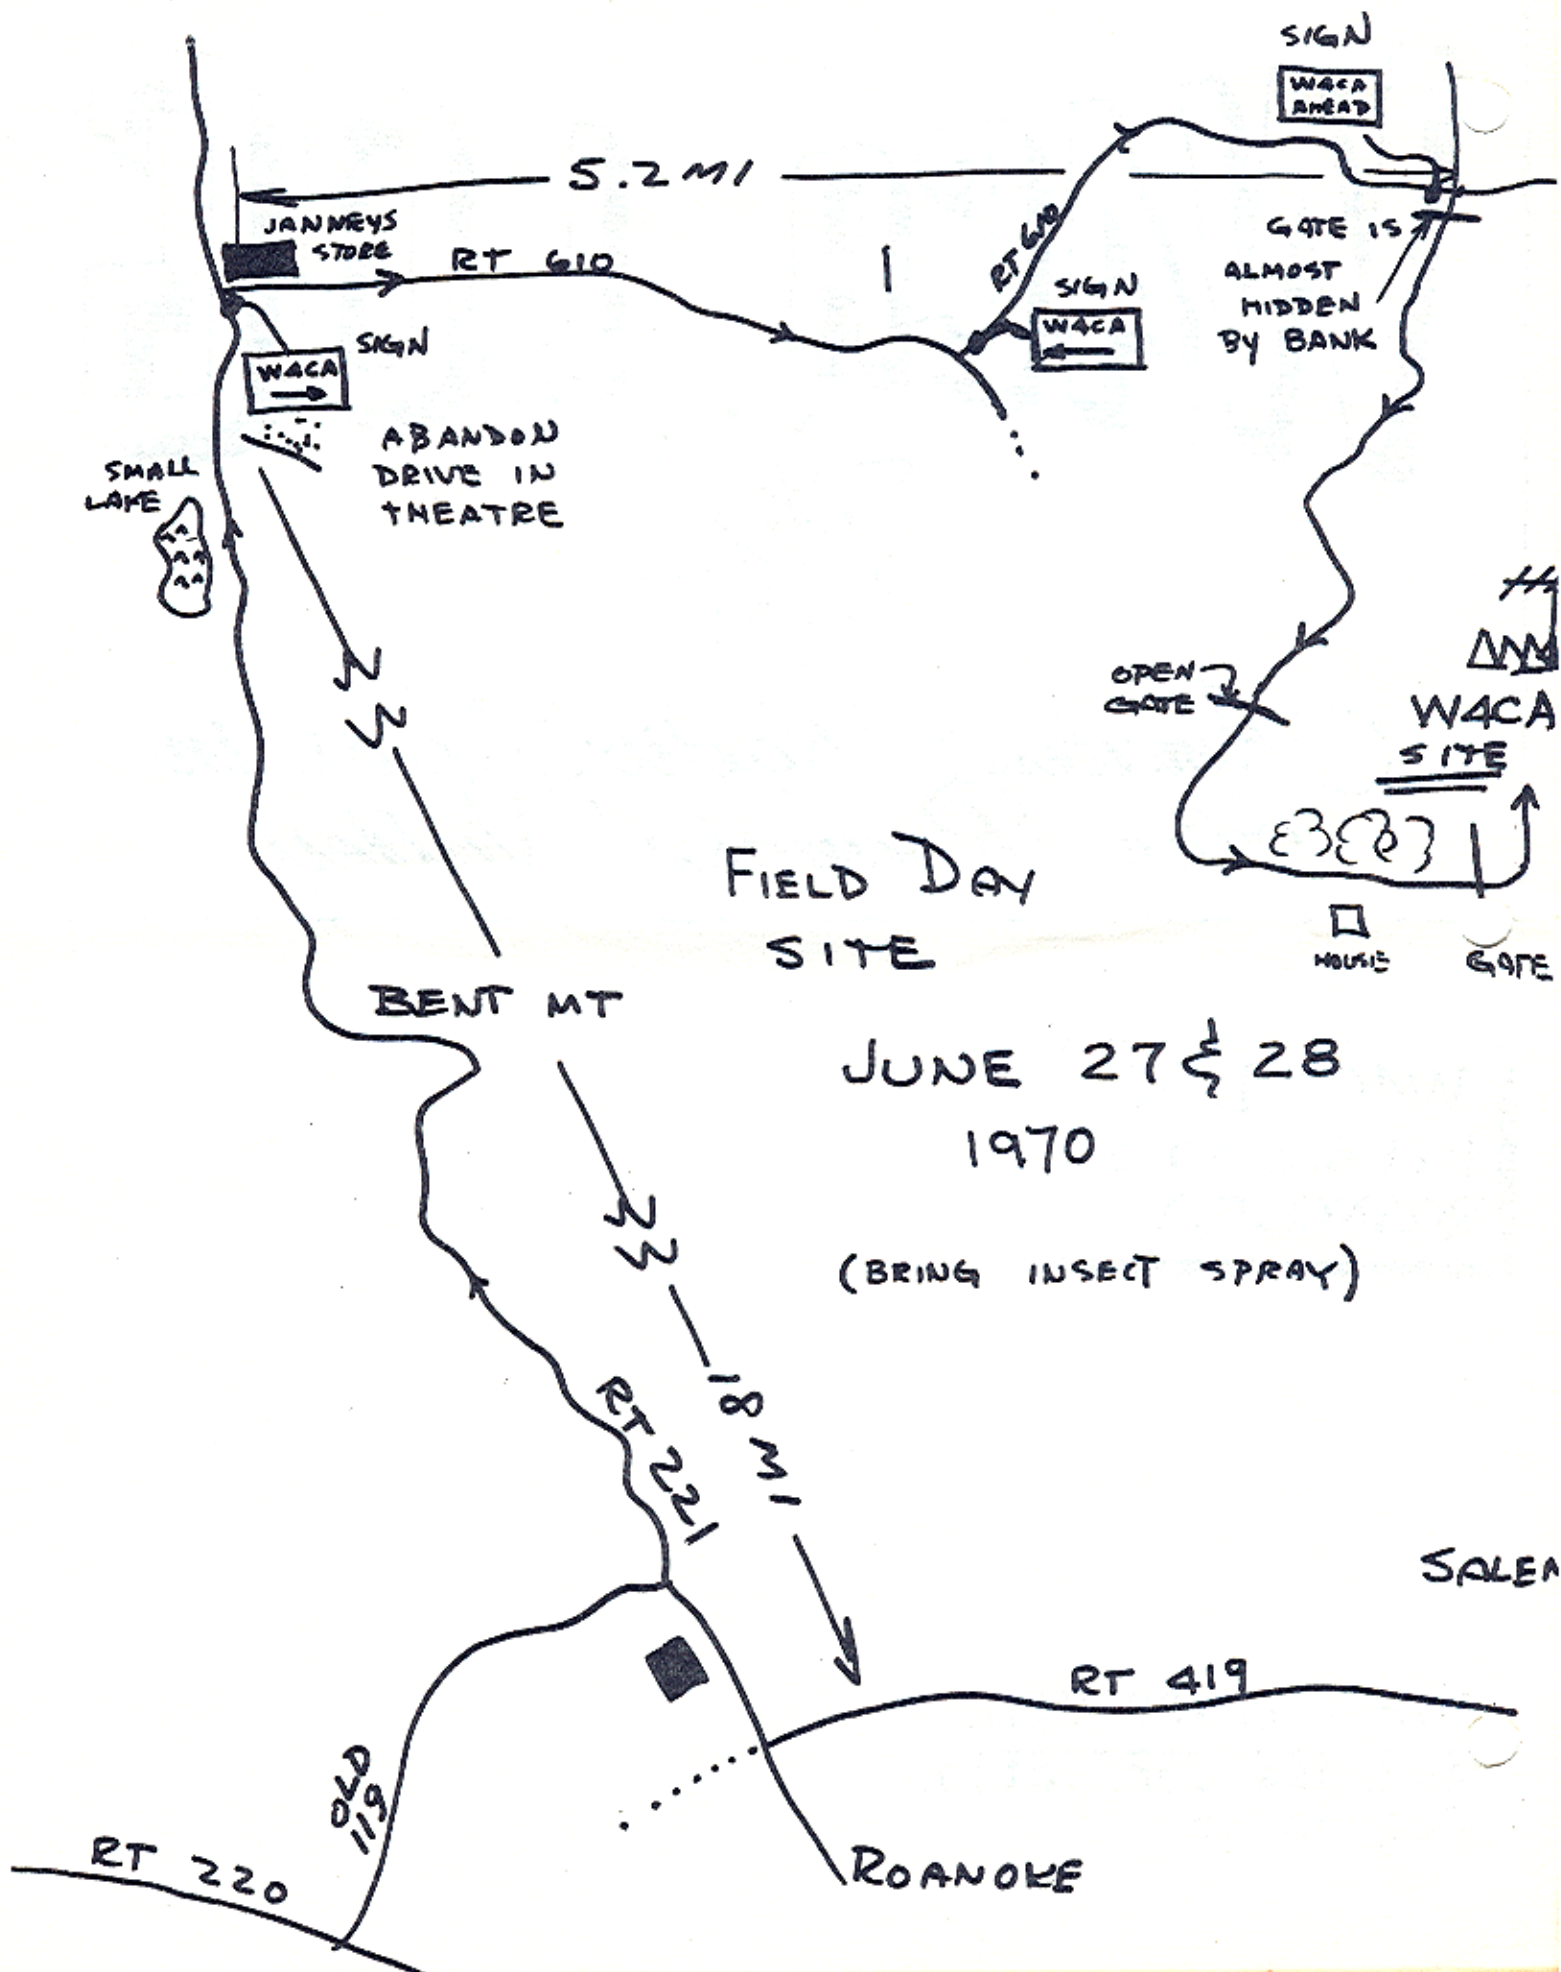 SIGN
W4CA
AHEAD
5.2 MI
JANNEYS
STORE
RT 610
RT 610
GATE IS
ALMOST
HIDDEN
BY BANK
SIGN
W4CA
SIGN
W4CA
ABANDON
DRIVE IN
THEATRE
SMALL
LAKE
OPEN
GATE
W4CA
SITE
HOUSE
GATE
FIELD DAY
SITE
BENT MT
JUNE 27 & 28
1970
(BRING INSECT SPRAY)
18 MI
RT 221
SALEM
RT 419
OLD
119
RT 220
ROANOKE